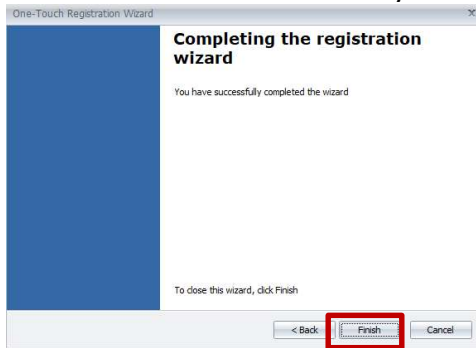 One-Touch Registration Wizard
Completing the registration
wizard
You have successfully completed the wizard
To close this wizard, click Finish
< Back
Finish
Cancel